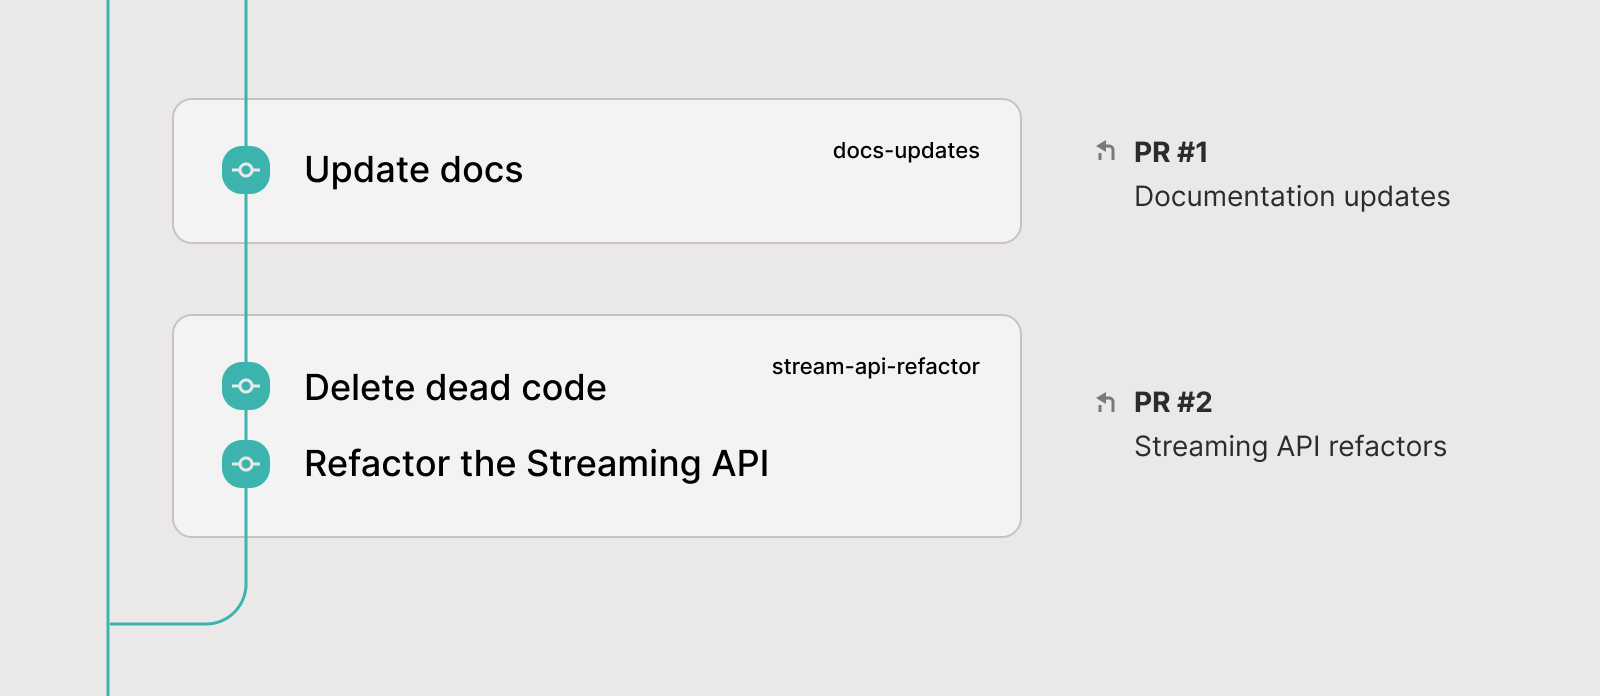 Update docs
docs-updates
PR #1
Documentation updates
Delete dead code
stream-api-refactor
Refactor the Streaming API
PR #2
Streaming API refactors